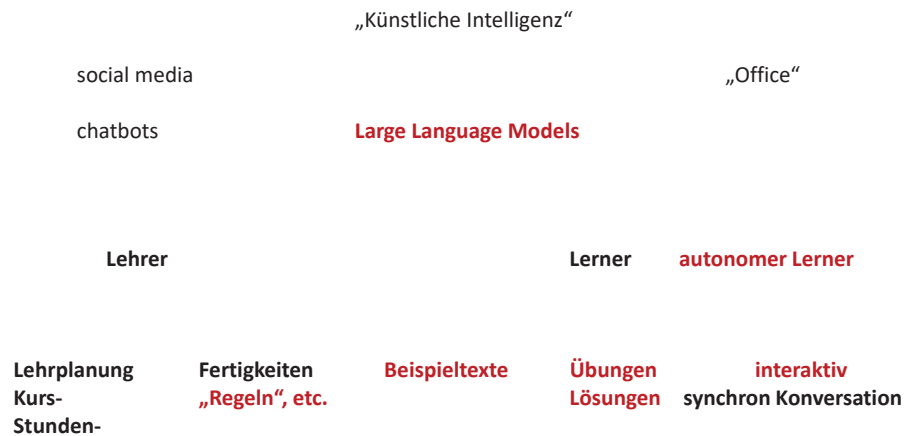 „Künstliche Intelligenz“
social media „Office“
chatbots Large Language Models
Lehrer Lerner autonomer Lerner
Lehrplanung Fertigkeiten Beispieltexte Übungen interaktiv
Kurs- „Regeln“, etc. Lösungen synchron Konversation
Stunden-